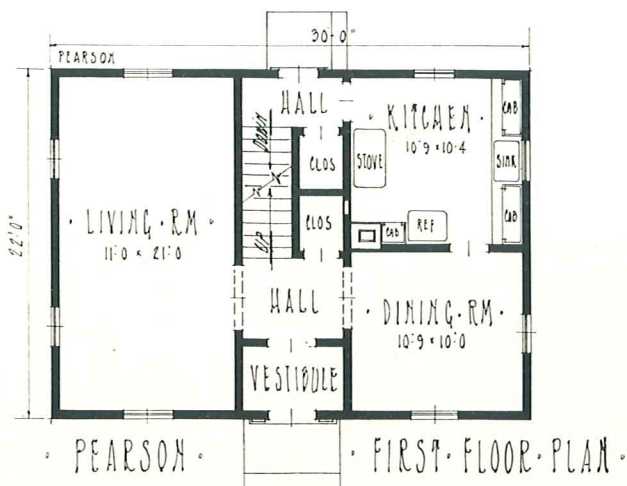 30'-0"
PEARSON
22'-0"
HALL
DOWN
UP
CLOS
CLOS
KITCHEN
10'-9 x 10'-4
STOVE
CAB
SINK
CAB
CAB
REF
LIVING · RM
11'-0 x 21'-0
HALL
DINING · RM
10'-9 x 10'-0
VESTIBULE
· PEARSON ·
· FIRST · FLOOR · PLAN ·